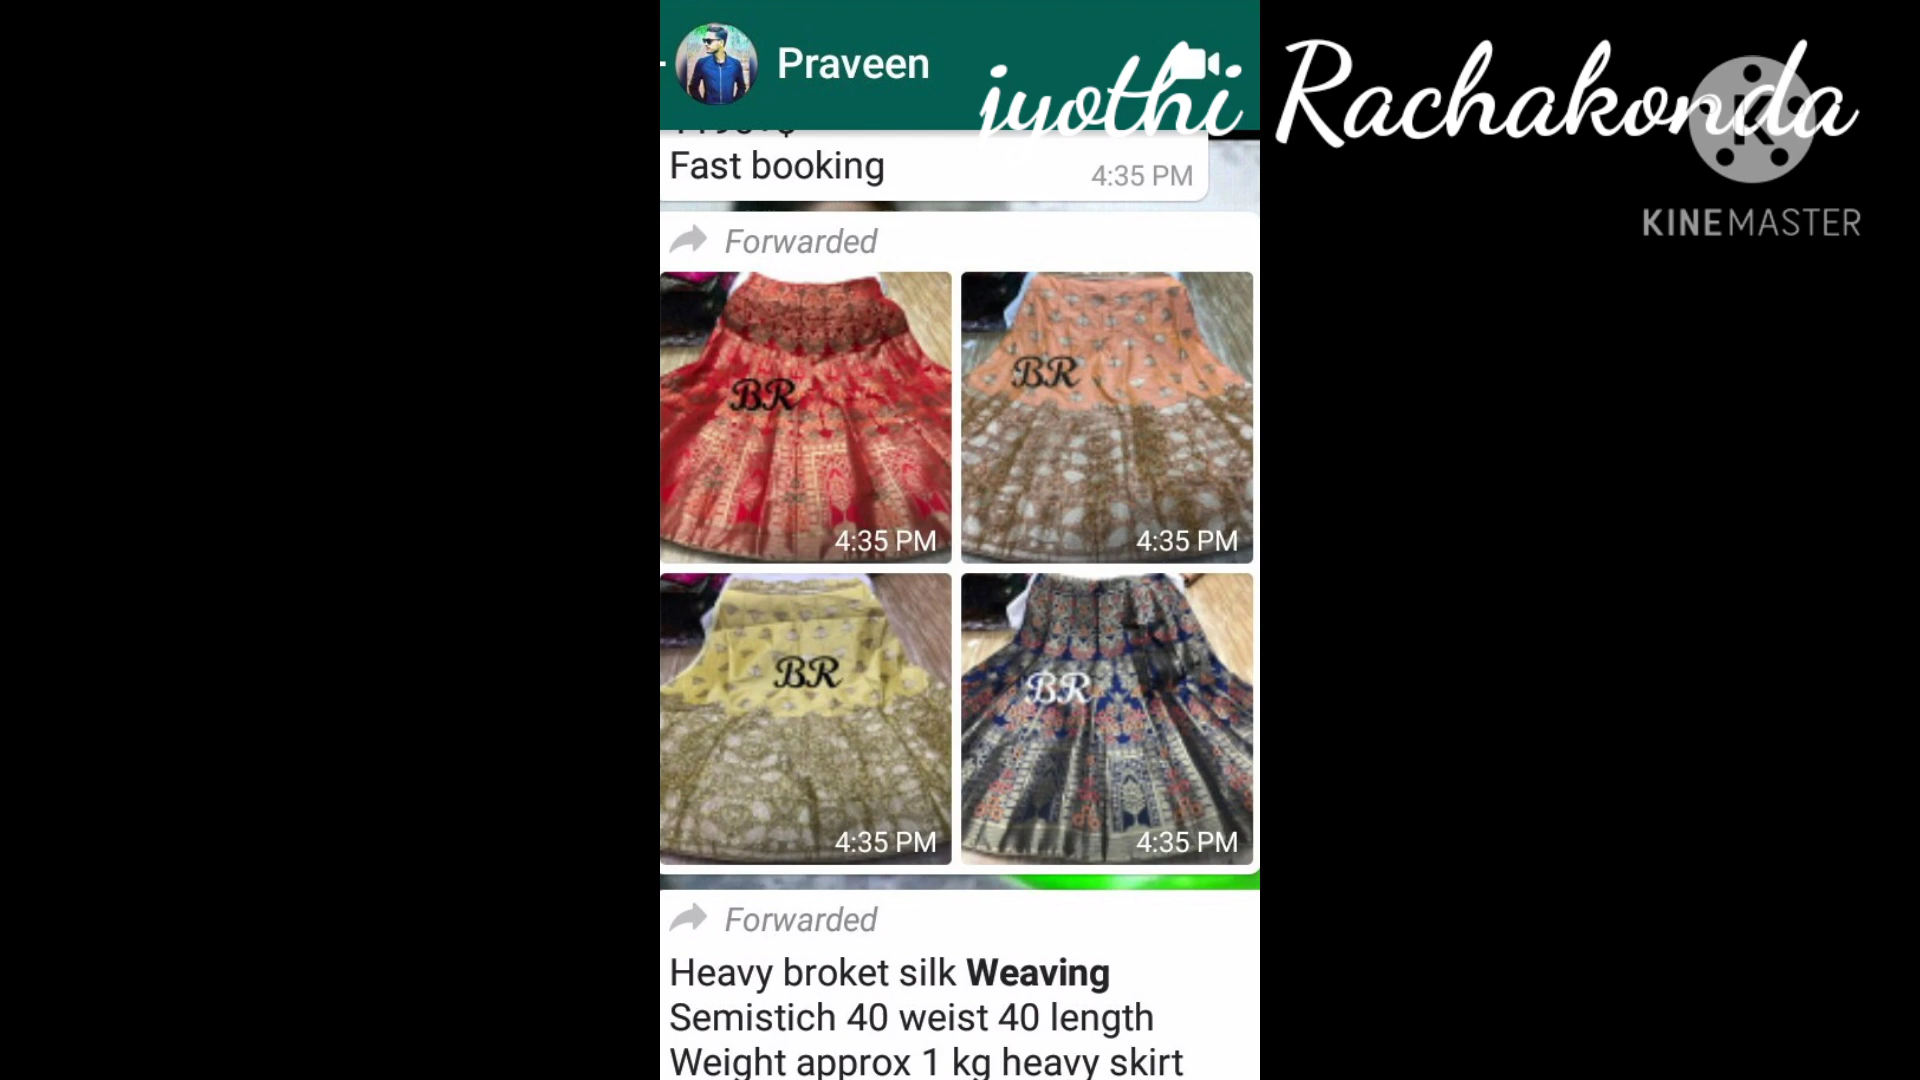 Praveen
jyothi Rachakonda
K
KINEMASTER
Fast booking
4:35 PM
Forwarded
BR
4:35 PM
BR
4:35 PM
BR
4:35 PM
BR
4:35 PM
Forwarded
Heavy broket silk Weaving
Semistich 40 weist 40 length
Weight approx 1 kg heavy skirt